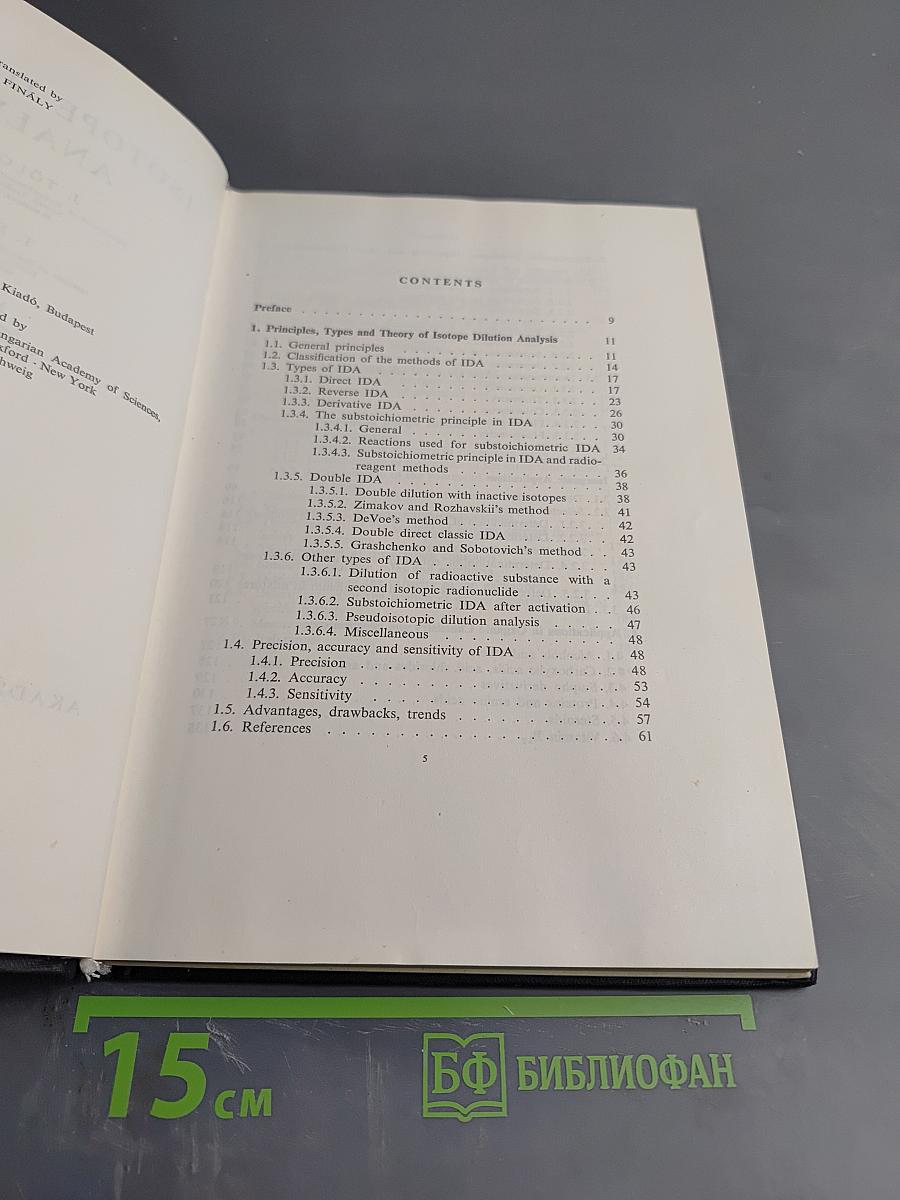 ranslated by
FINÁLY
Kiadó, Budapest
d by
ngarian Academy of Sciences,
xford · New York
hweig
CONTENTS
Preface . . . . . . . . . . . . . . . . . . . . . . . . . . 9
1. Principles, Types and Theory of Isotope Dilution Analysis 11
1.1. General principles . . . . . . . . . . . . . . . . . . 11
1.2. Classification of the methods of IDA . . . . . . . . . 14
1.3. Types of IDA . . . . . . . . . . . . . . . . . . . . 17
1.3.1. Direct IDA . . . . . . . . . . . . . . . . . . 17
1.3.2. Reverse IDA . . . . . . . . . . . . . . . . . 23
1.3.3. Derivative IDA . . . . . . . . . . . . . . . . 26
1.3.4. The substoichiometric principle in IDA . . . . . 30
1.3.4.1. General . . . . . . . . . . . . . . . . 30
1.3.4.2. Reactions used for substoichiometric IDA 34
1.3.4.3. Substoichiometric principle in IDA and radio-
reagent methods . . . . . . . . . . . . 36
1.3.5. Double IDA . . . . . . . . . . . . . . . . . . 38
1.3.5.1. Double dilution with inactive isotopes . . . 38
1.3.5.2. Zimakov and Rozhavskii's method . . . . 41
1.3.5.3. DeVoe's method . . . . . . . . . . . . 42
1.3.5.4. Double direct classic IDA . . . . . . . . 42
1.3.5.5. Grashchenko and Sobotovich's method . . 43
1.3.6. Other types of IDA . . . . . . . . . . . . . . 43
1.3.6.1. Dilution of radioactive substance with a
second isotopic radionuclide . . . . . . . 43
1.3.6.2. Substoichiometric IDA after activation . . 46
1.3.6.3. Pseudoisotopic dilution analysis . . . . . 47
1.3.6.4. Miscellaneous . . . . . . . . . . . . . 48
1.4. Precision, accuracy and sensitivity of IDA . . . . . . . 48
1.4.1. Precision . . . . . . . . . . . . . . . . . . 48
1.4.2. Accuracy . . . . . . . . . . . . . . . . . . 53
1.4.3. Sensitivity . . . . . . . . . . . . . . . . . 54
1.5. Advantages, drawbacks, trends . . . . . . . . . . . . 57
1.6. References . . . . . . . . . . . . . . . . . . . . 61
5
15 см
БФ БИБЛИОФАН